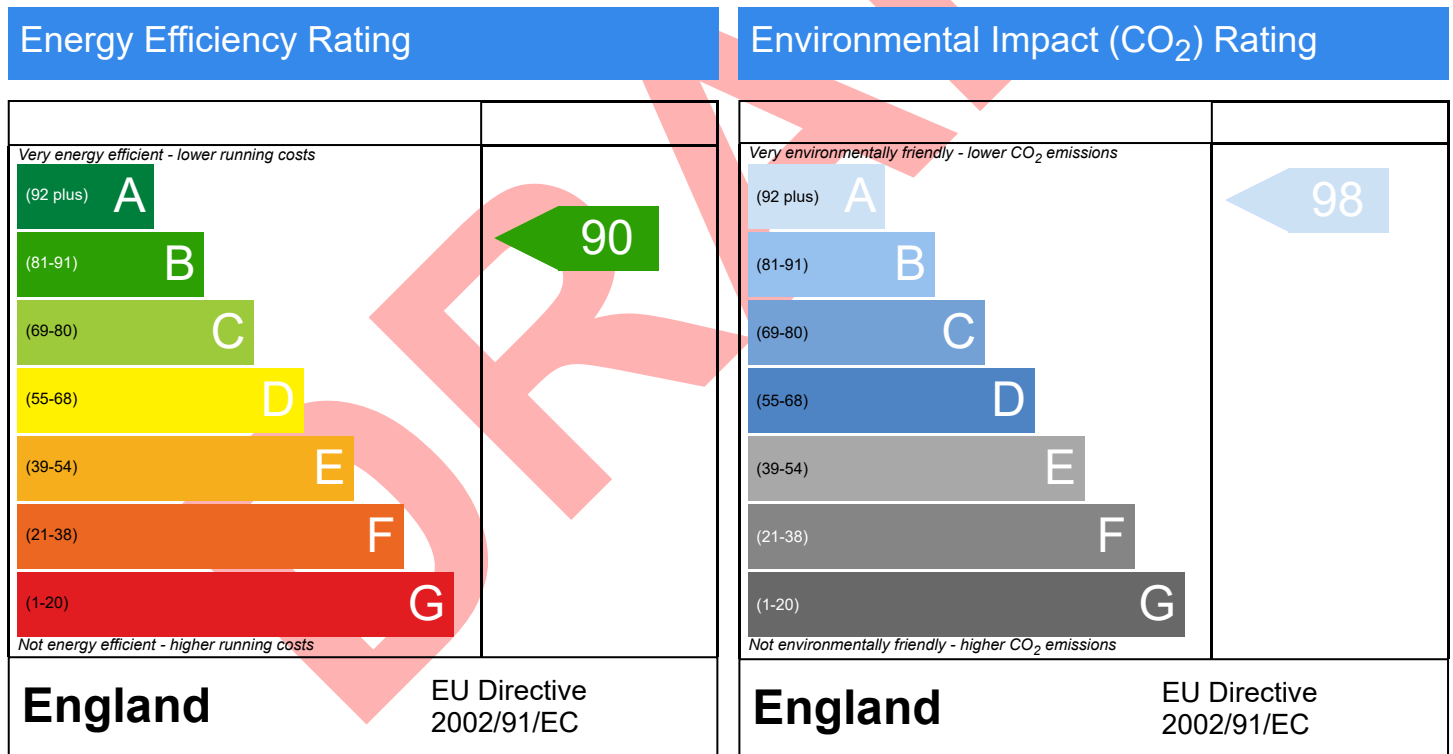 Energy Efficiency Rating
Very energy efficient - lower running costs
(92 plus) A
(81-91) B
(69-80) C
(55-68) D
(39-54) E
(21-38) F
(1-20) G
Not energy efficient - higher running costs
90
England
EU Directive
2002/91/EC
Environmental Impact (CO₂) Rating
Very environmentally friendly - lower CO₂ emissions
(92 plus) A
(81-91) B
(69-80) C
(55-68) D
(39-54) E
(21-38) F
(1-20) G
Not environmentally friendly - higher CO₂ emissions
98
England
EU Directive
2002/91/EC